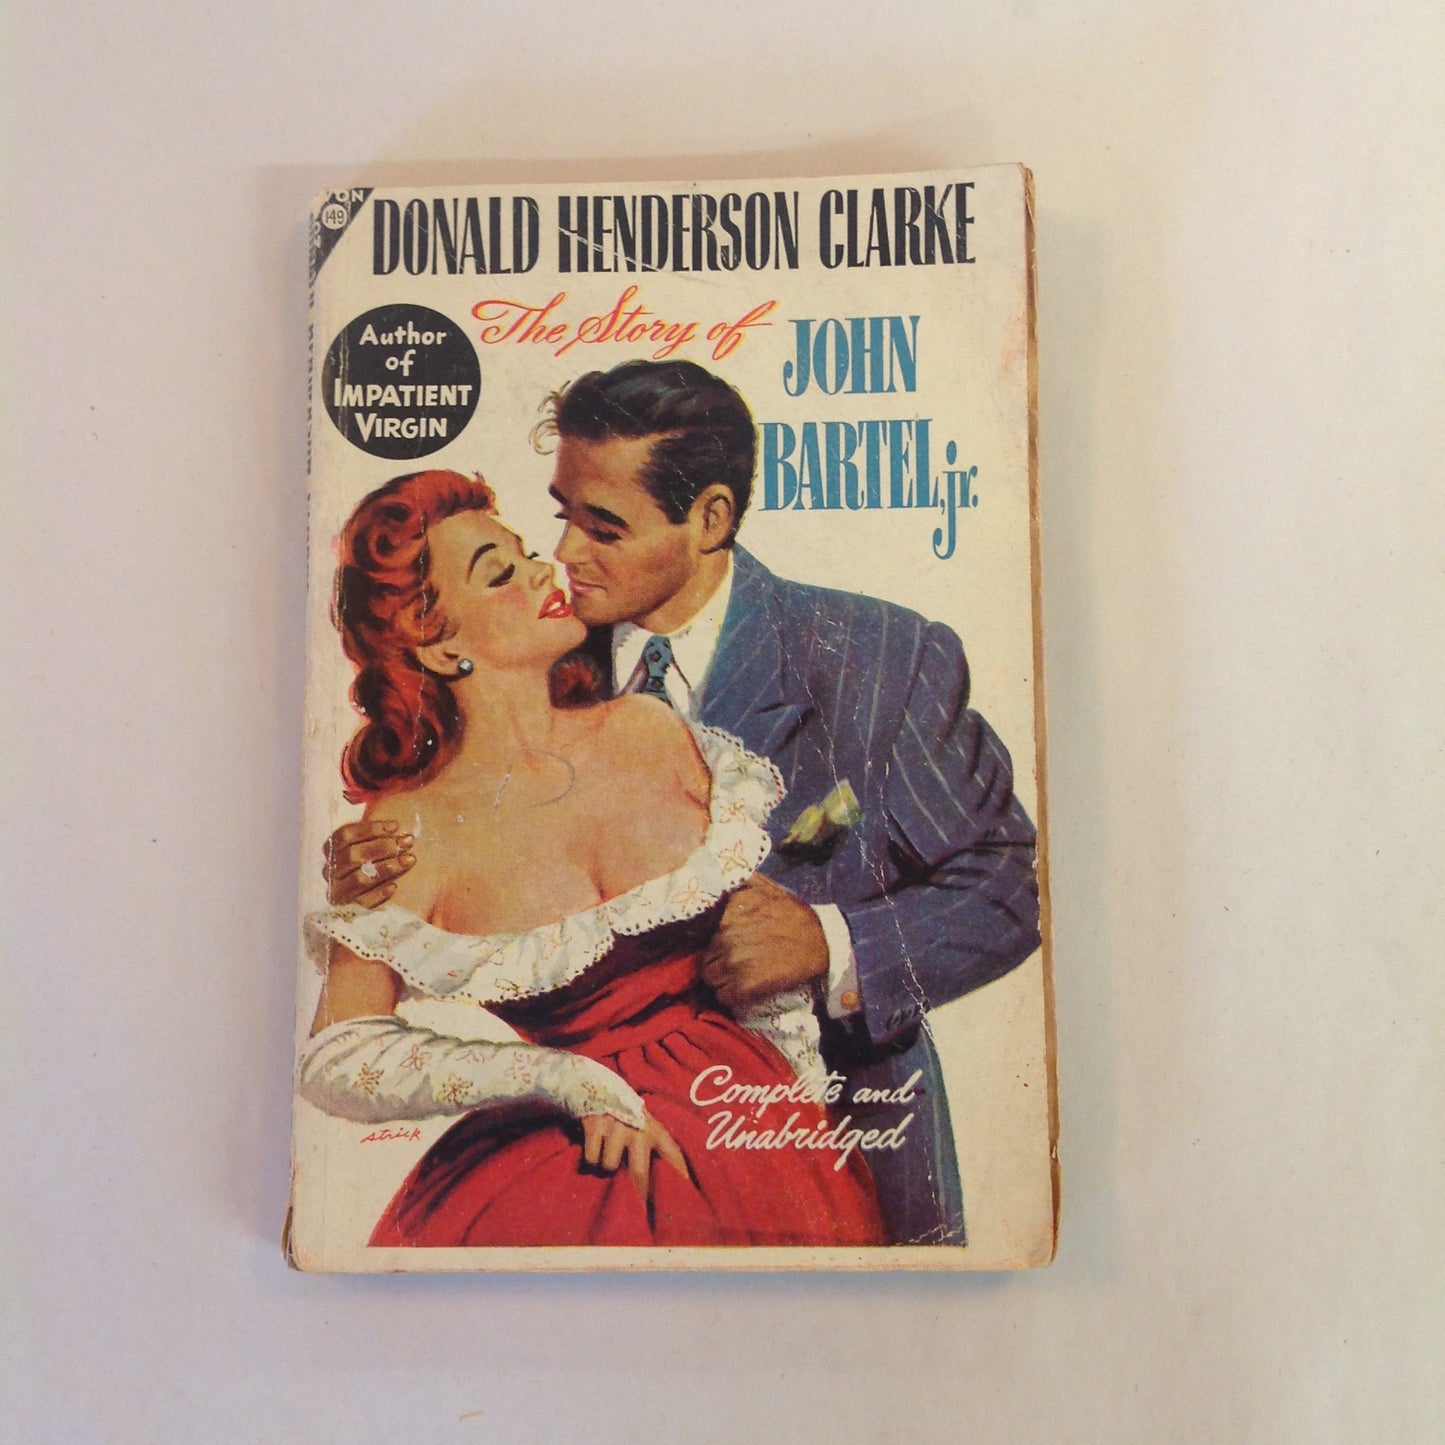 149
DONALD HENDERSON CLARKE
The Story of
JOHN
BARTEL, jr.
Author
of
IMPATIENT
VIRGIN
Complete and
Unabridged
strick